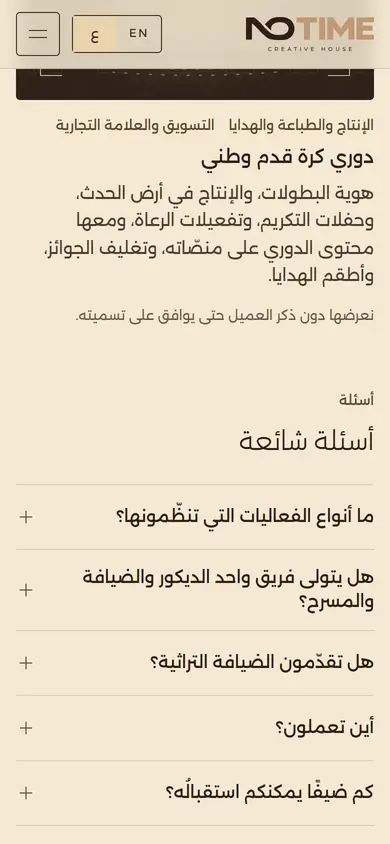 NOTIME
CREATIVE HOUSE
EN
ع
الإنتاج والطباعة والهدايا التسويق والعلامة التجارية
دوري كرة قدم وطني
هوية البطولات، والإنتاج في أرض الحدث،
وحفلات التكريم، وتفعيلات الرعاة، ومعها
محتوى الدوري على منصّاته، وتغليف الجوائز،
وأطقم الهدايا.
نعرضها دون ذكر العميل حتى يوافق على تسميته.
أسئلة
أسئلة شائعة
ما أنواع الفعاليات التي تنظّمونها؟
هل يتولى فريق واحد الديكور والضيافة
والمسرح؟
هل تقدّمون الضيافة التراثية؟
أين تعملون؟
كم ضيفًا يمكنكم استقبالُه؟